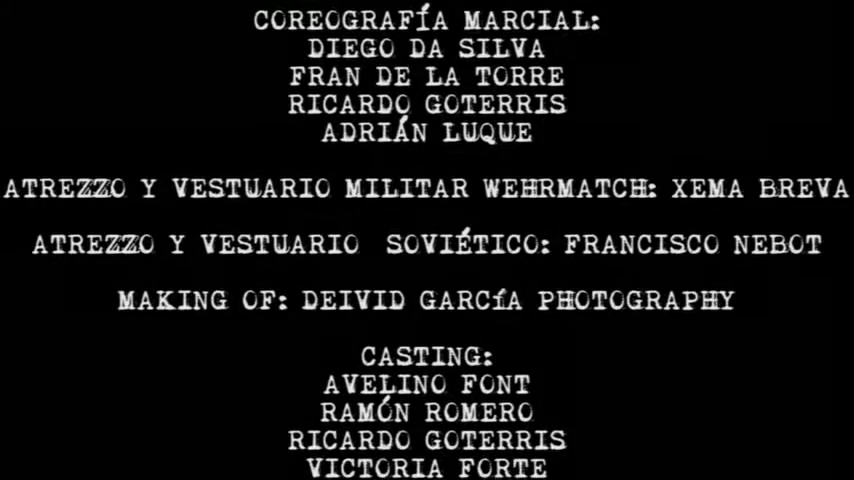 COREOGRAFÍA MARCIAL:
DIEGO DA SILVA
FRAN DE LA TORRE
RICARDO GOTERRIS
ADRIÁN LUQUE
ATREZZO Y VESTUARIO MILITAR WEHRMATCH: XEMA BREVA
ATREZZO Y VESTUARIO SOVIÉTICO: FRANCISCO NEBOT
MAKING OF: DEIVID GARCíA PHOTOGRAPHY
CASTING:
AVELINO FONT
RAMÓN ROMERO
RICARDO GOTERRIS
VICTORIA FORTE